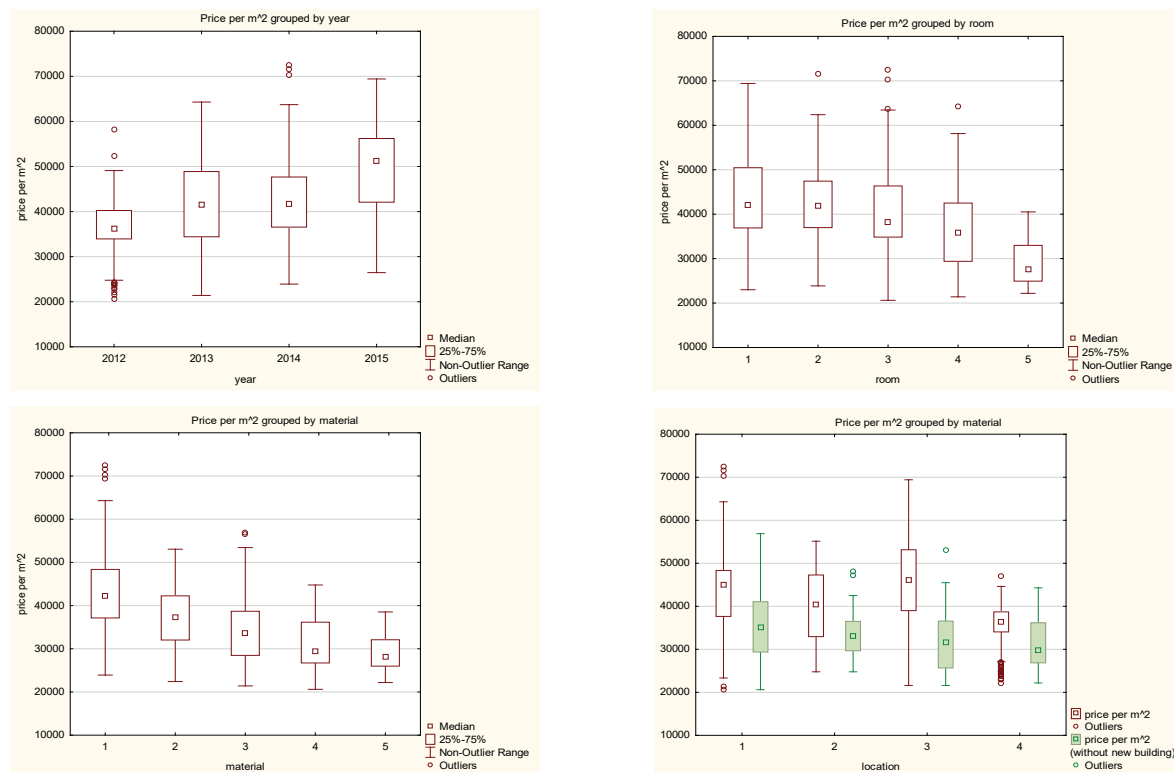 Price per m^2 grouped by year
80000
70000
60000
50000
40000
30000
20000
10000
price per m^2
2012 2013 2014 2015
year
Median
25%-75%
Non-Outlier Range
Outliers
Price per m^2 grouped by room
80000
70000
60000
50000
40000
30000
20000
10000
price per m^2
1 2 3 4 5
room
Median
25%-75%
Non-Outlier Range
Outliers
Price per m^2 grouped by material
80000
70000
60000
50000
40000
30000
20000
10000
price per m^2
1 2 3 4 5
material
Median
25%-75%
Non-Outlier Range
Outliers
Price per m^2 grouped by material
80000
70000
60000
50000
40000
30000
20000
10000
1 2 3 4
location
price per m^2
Outliers
price per m^2
(without new building)
Outliers